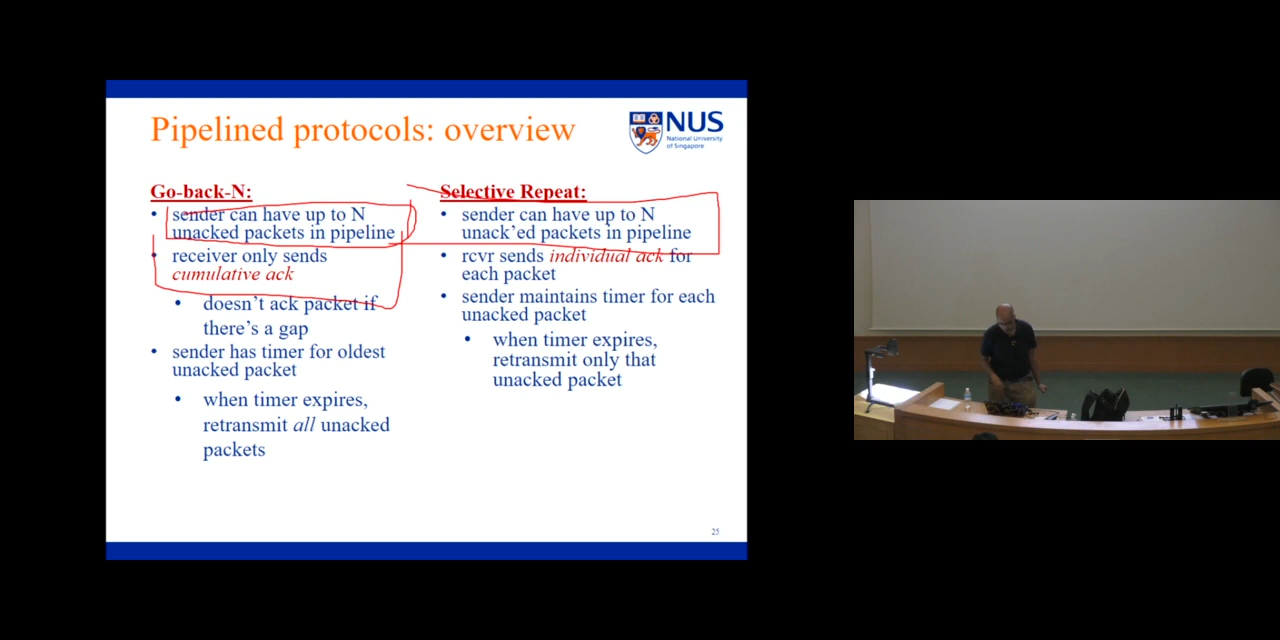 Pipelined protocols: overview
NUS
National University
of Singapore
Go-back-N:
• sender can have up to N
unacked packets in pipeline
• receiver only sends
cumulative ack
• doesn't ack packet if
there's a gap
• sender has timer for oldest
unacked packet
• when timer expires,
retransmit all unacked
packets
Selective Repeat:
• sender can have up to N
unack'ed packets in pipeline
• rcvr sends individual ack for
each packet
• sender maintains timer for each
unacked packet
• when timer expires,
retransmit only that
unacked packet
25